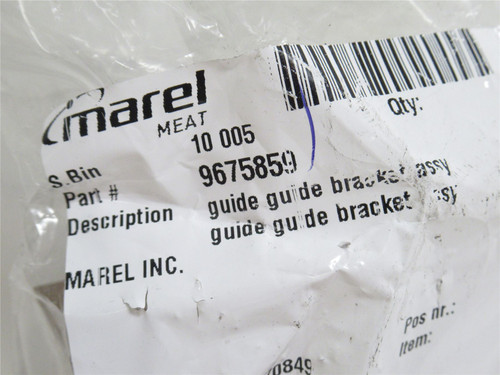 marel
MEAT
Qty:
S.Bin 10 005
Part # 9675859
Description guide guide bracket assy
guide guide bracket
MAREL INC.
Pos nr.:
Item: